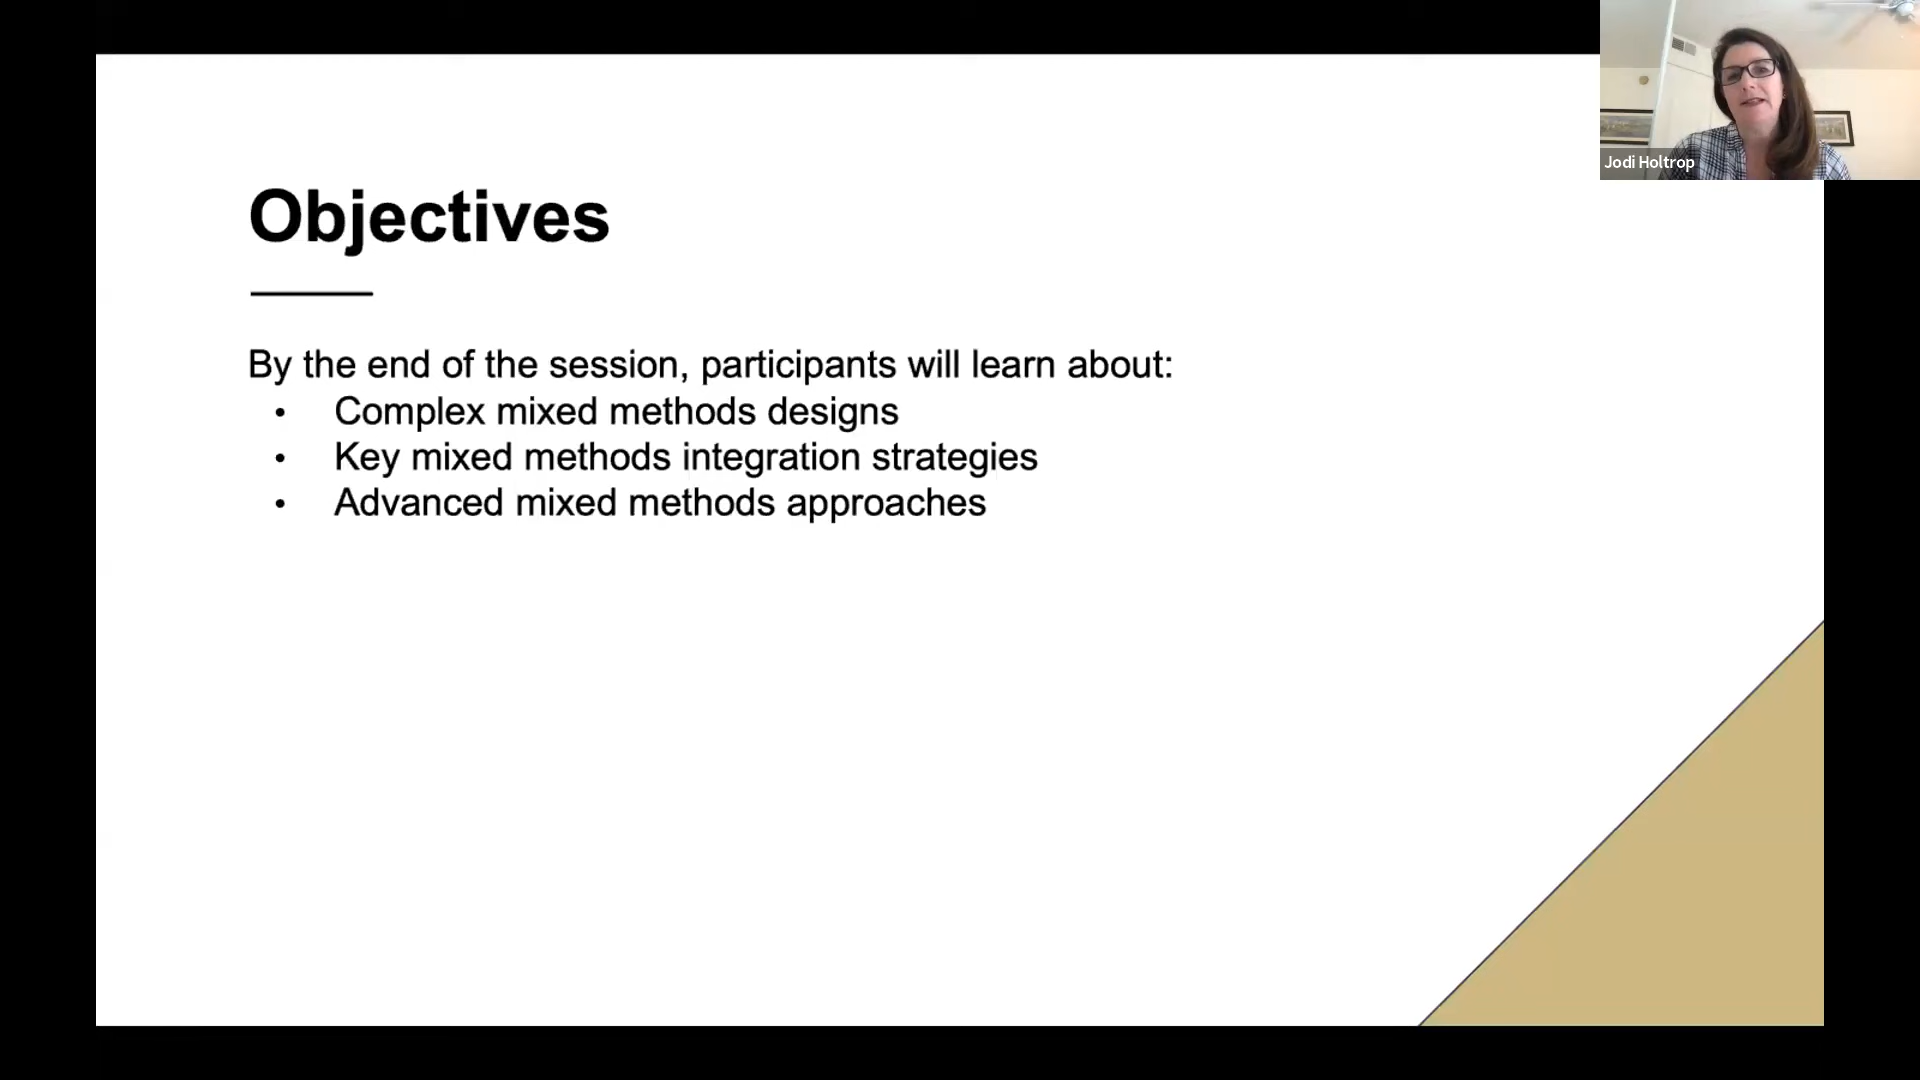 Objectives
By the end of the session, participants will learn about:
• Complex mixed methods designs
• Key mixed methods integration strategies
• Advanced mixed methods approaches
Jodi Holtrop